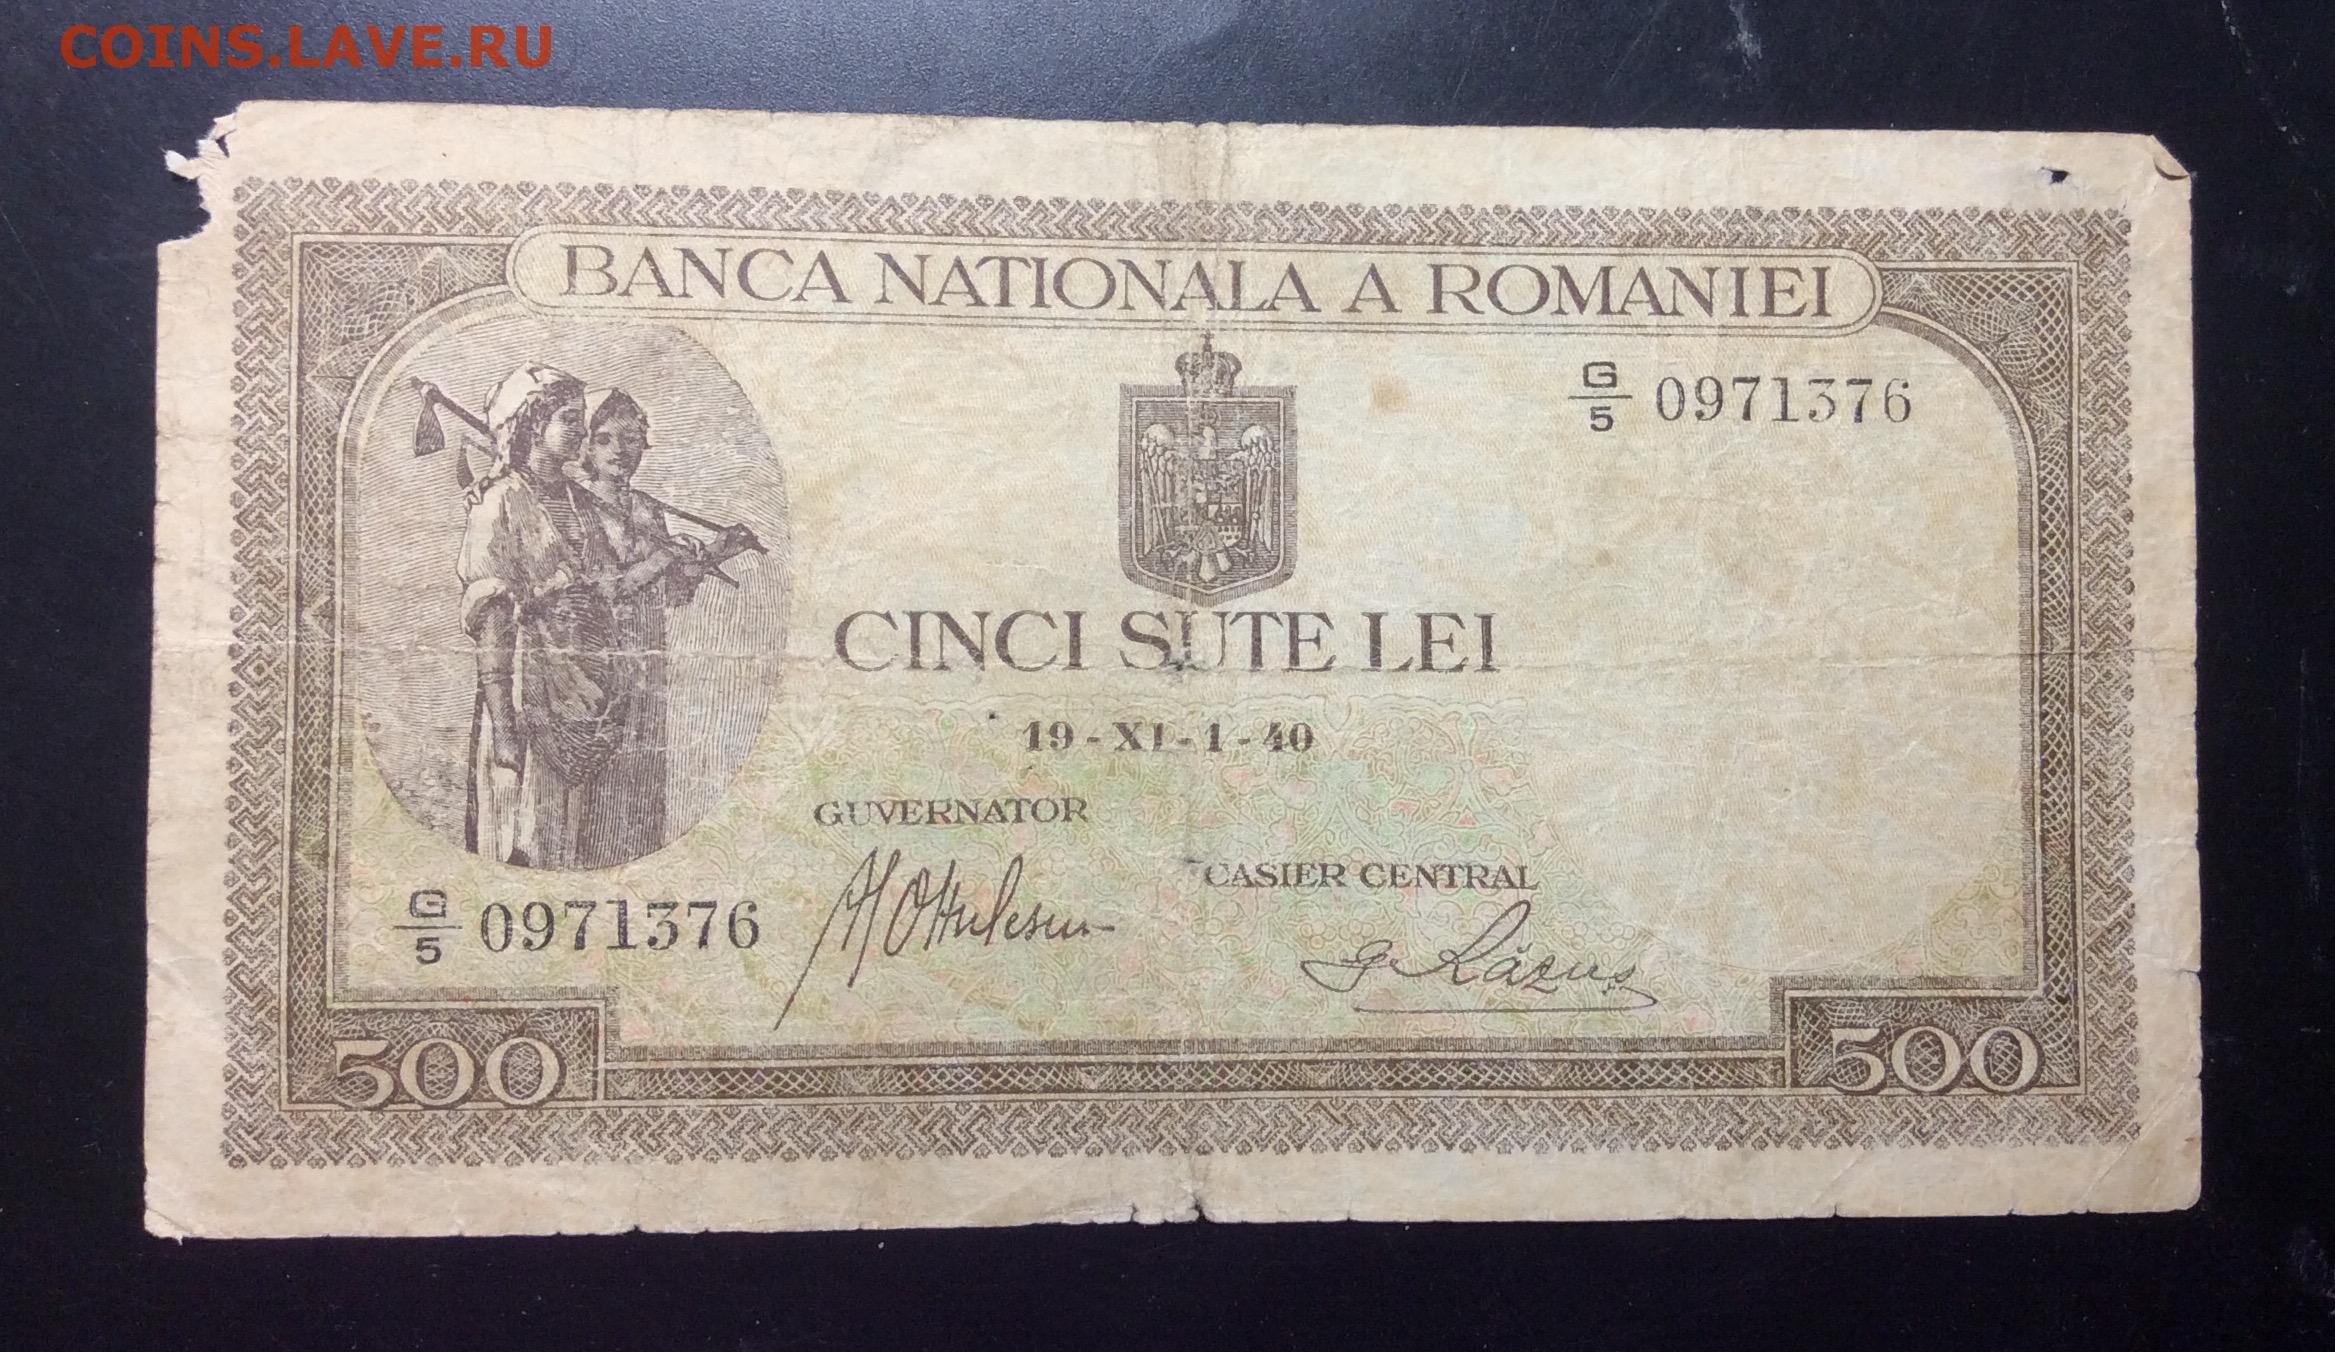 COINS.LAVE.RU
BANCA NATIONALA A ROMANIEI
G/5 0971376
CINCI SUTE LEI
19-XI-1-40
GUVERNATOR
CASIER CENTRAL
G/5 0971376
500
500